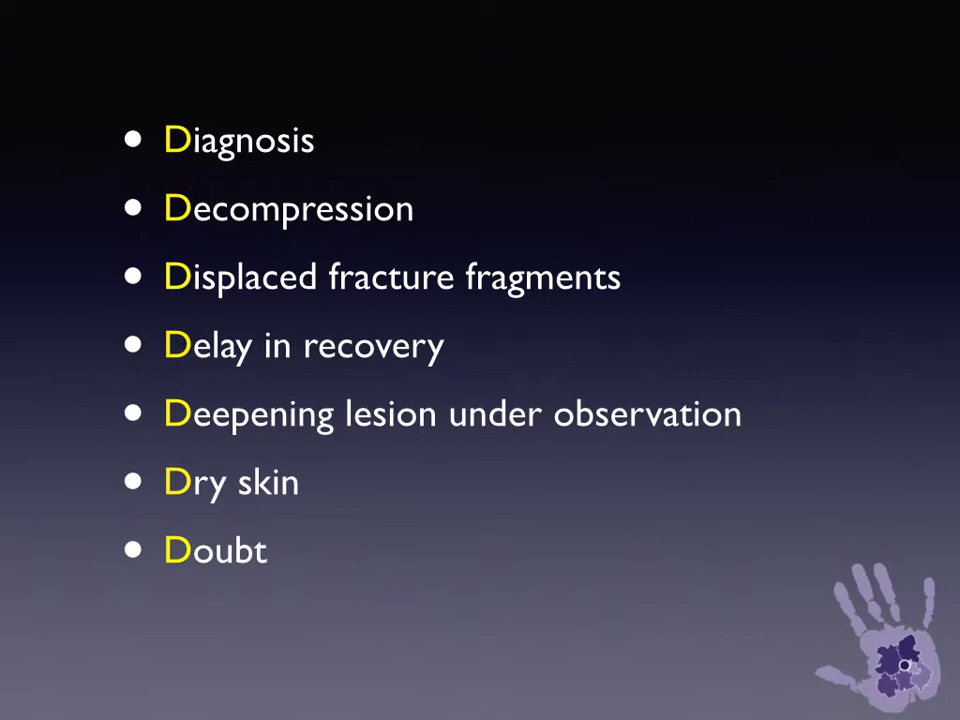 • Diagnosis
• Decompression
• Displaced fracture fragments
• Delay in recovery
• Deepening lesion under observation
• Dry skin
• Doubt